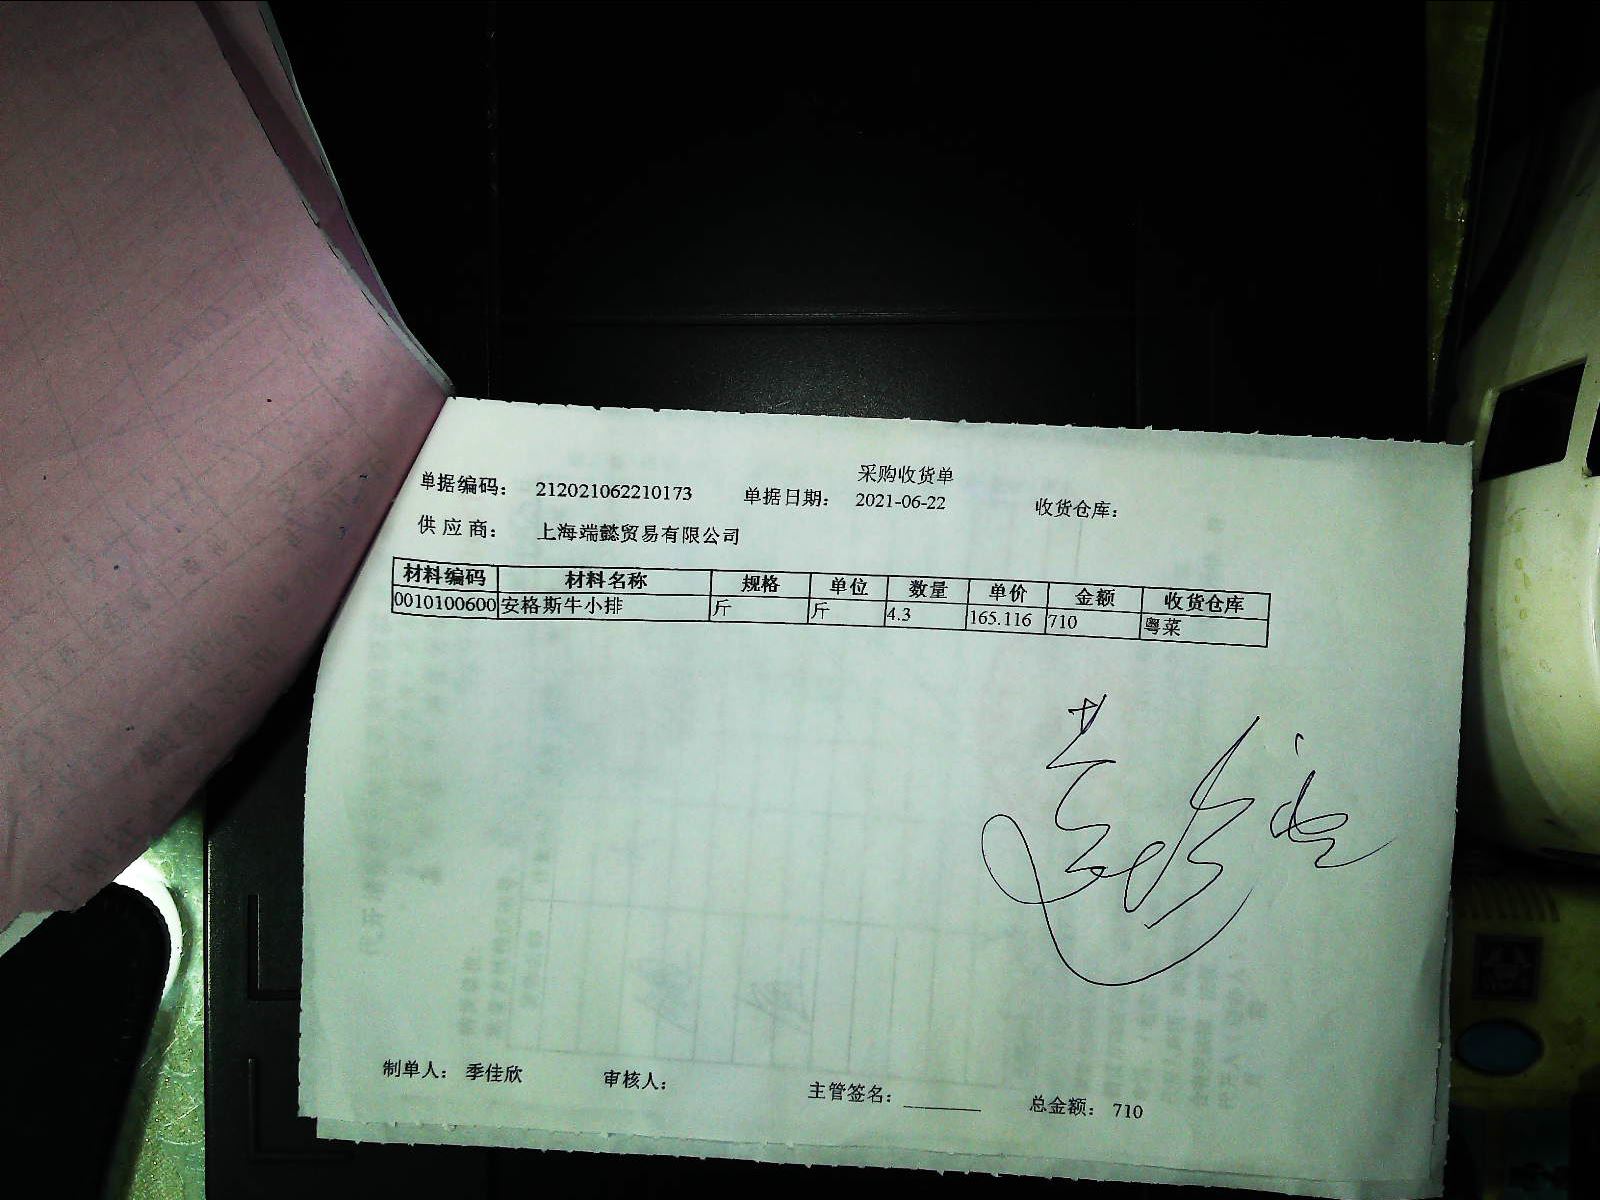 采购收货单
单据编码： 212021062210173 单据日期： 2021-06-22 收货仓库：
供 应 商： 上海端懿贸易有限公司
材料编码 材料名称 规格 单位 数量 单价 金额 收货仓库
0010100600 安格斯牛小排 斤 斤 4.3 165.116 710 粤菜
制单人： 季佳欣 审核人： 主管签名： ________ 总金额： 710